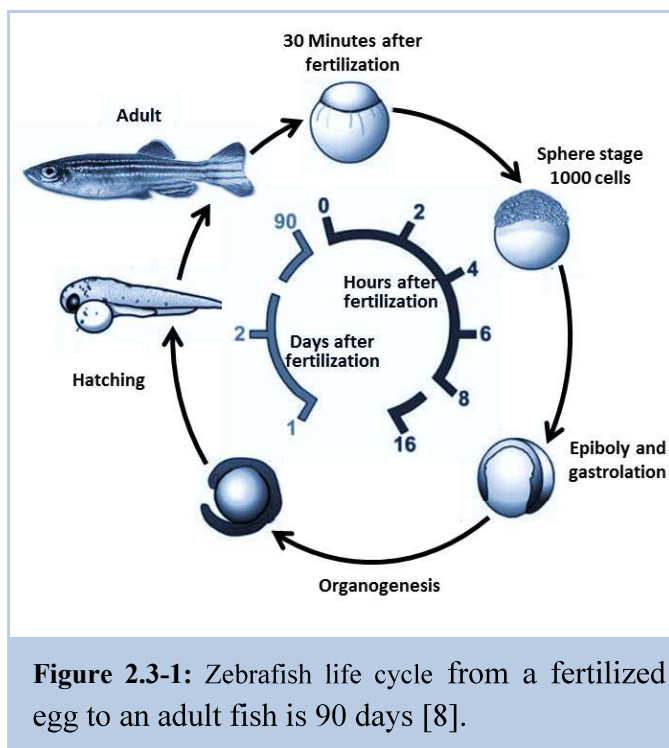 30 Minutes after
fertilization
Adult
Sphere stage
1000 cells
0
2
4
6
8
16
90
2
1
Hours after
fertilization
Days after
fertilization
Hatching
Epiboly and
gastrolation
Organogenesis
Figure 2.3-1: Zebrafish life cycle from a fertilized
egg to an adult fish is 90 days [8].